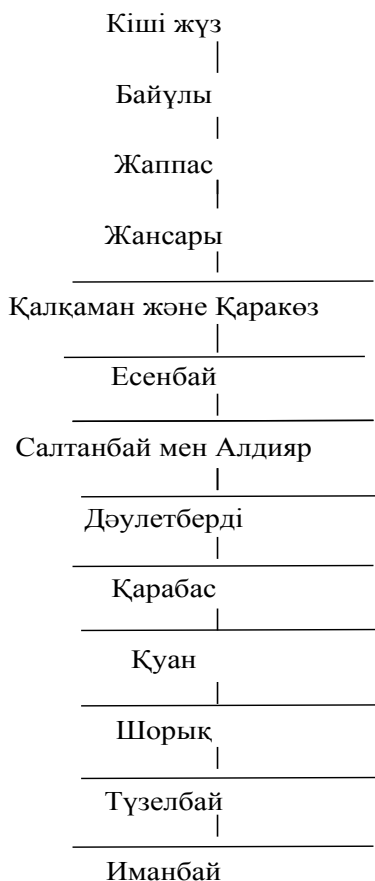 Кіші жүз
Байұлы
Жаппас
Жансары
Қалқаман және Қаракөз
Есенбай
Салтанбай мен Алдияр
Дәулетберді
Қарабас
Қуан
Шорық
Түзелбай
Иманбай